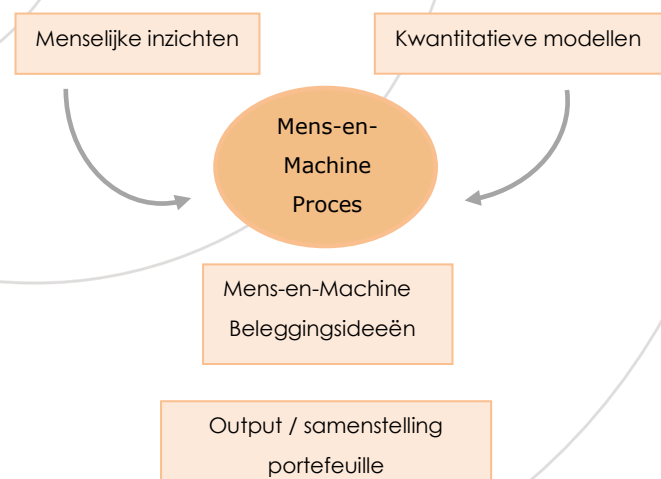 Menselijke inzichten
Kwantitatieve modellen
Mens-en-
Machine
Proces
Mens-en-Machine
Beleggingsideeën
Output / samenstelling
portefeuille